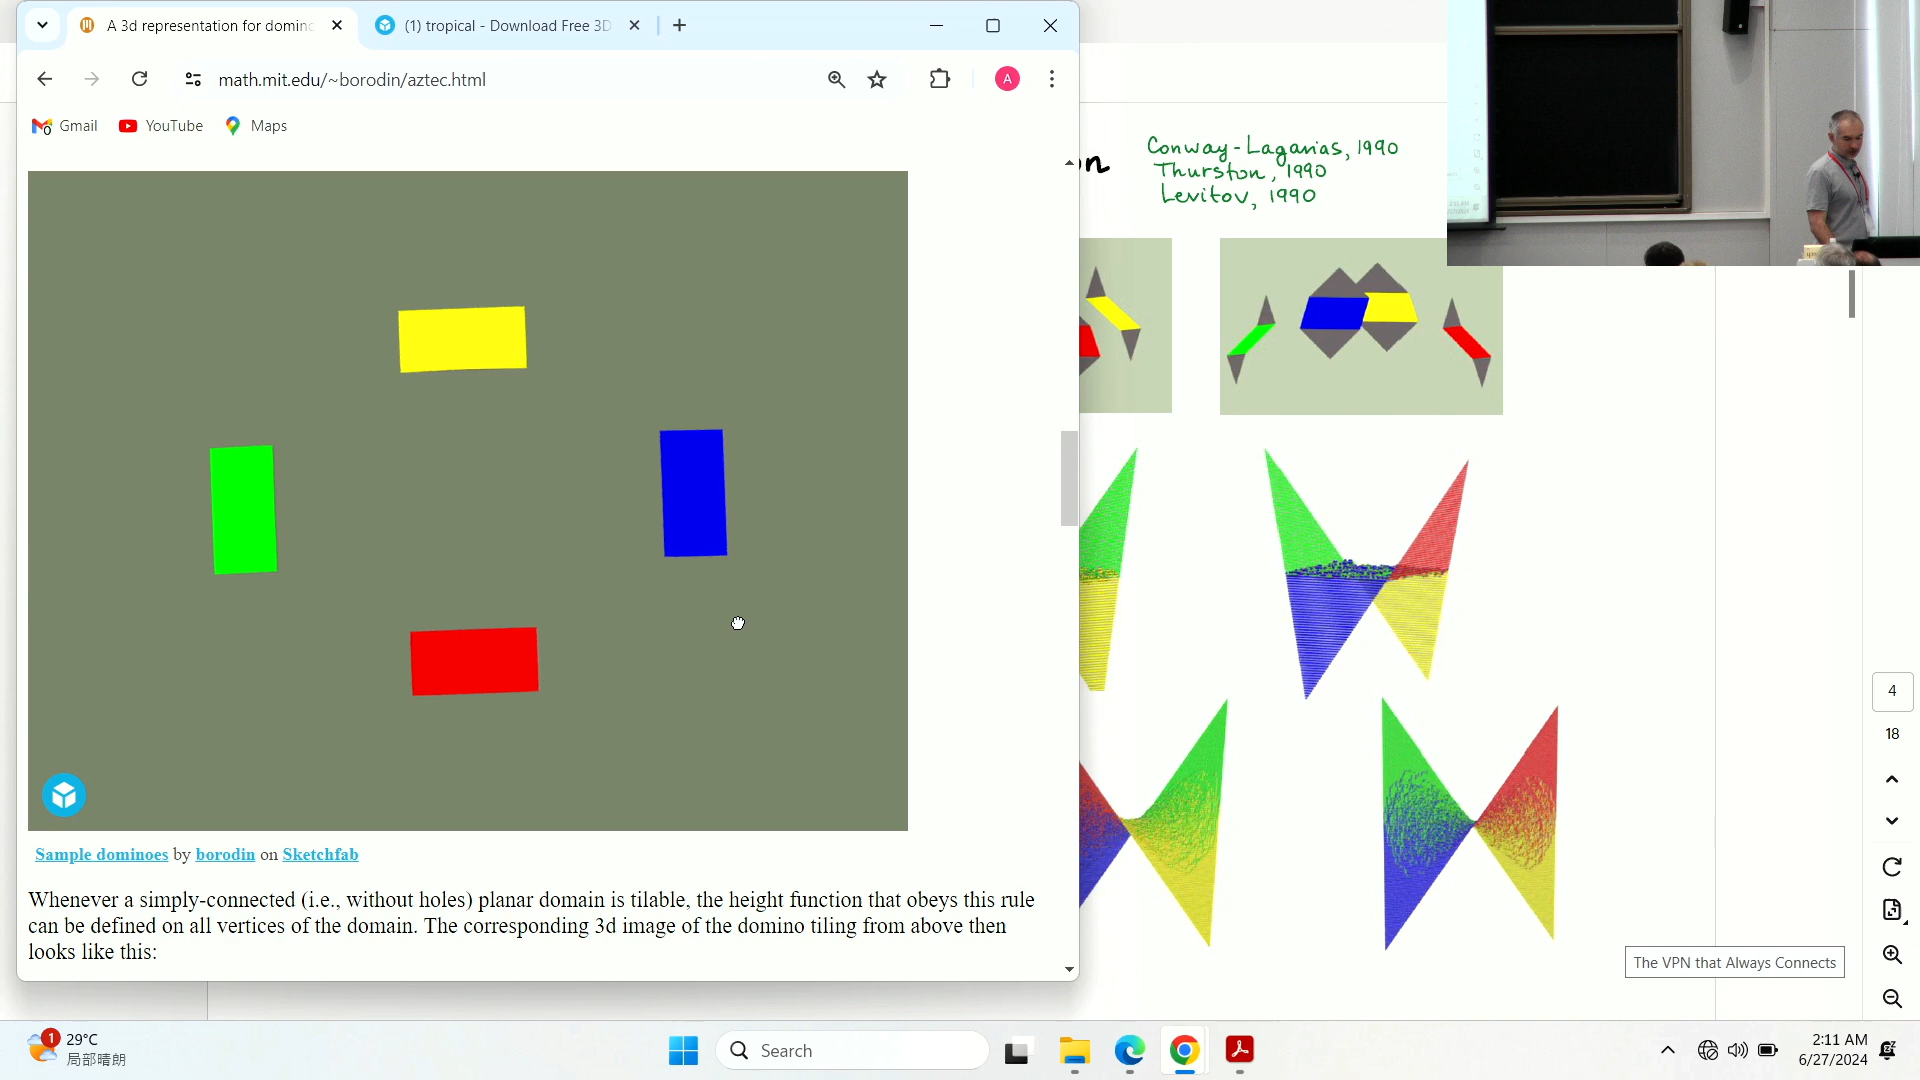 A 3d representation for domino
(1) tropical - Download Free 3D
math.mit.edu/~borodin/aztec.html
A
Gmail
YouTube
Maps
on
Conway-Lagarias, 1990
Thurston, 1990
Levitov, 1990
Sample dominoes by borodin on Sketchfab
Whenever a simply-connected (i.e., without holes) planar domain is tilable, the height function that obeys this rule
can be defined on all vertices of the domain. The corresponding 3d image of the domino tiling from above then
looks like this:
4
18
The VPN that Always Connects
1
29°C
局部晴朗
Search
2:11 AM
6/27/2024